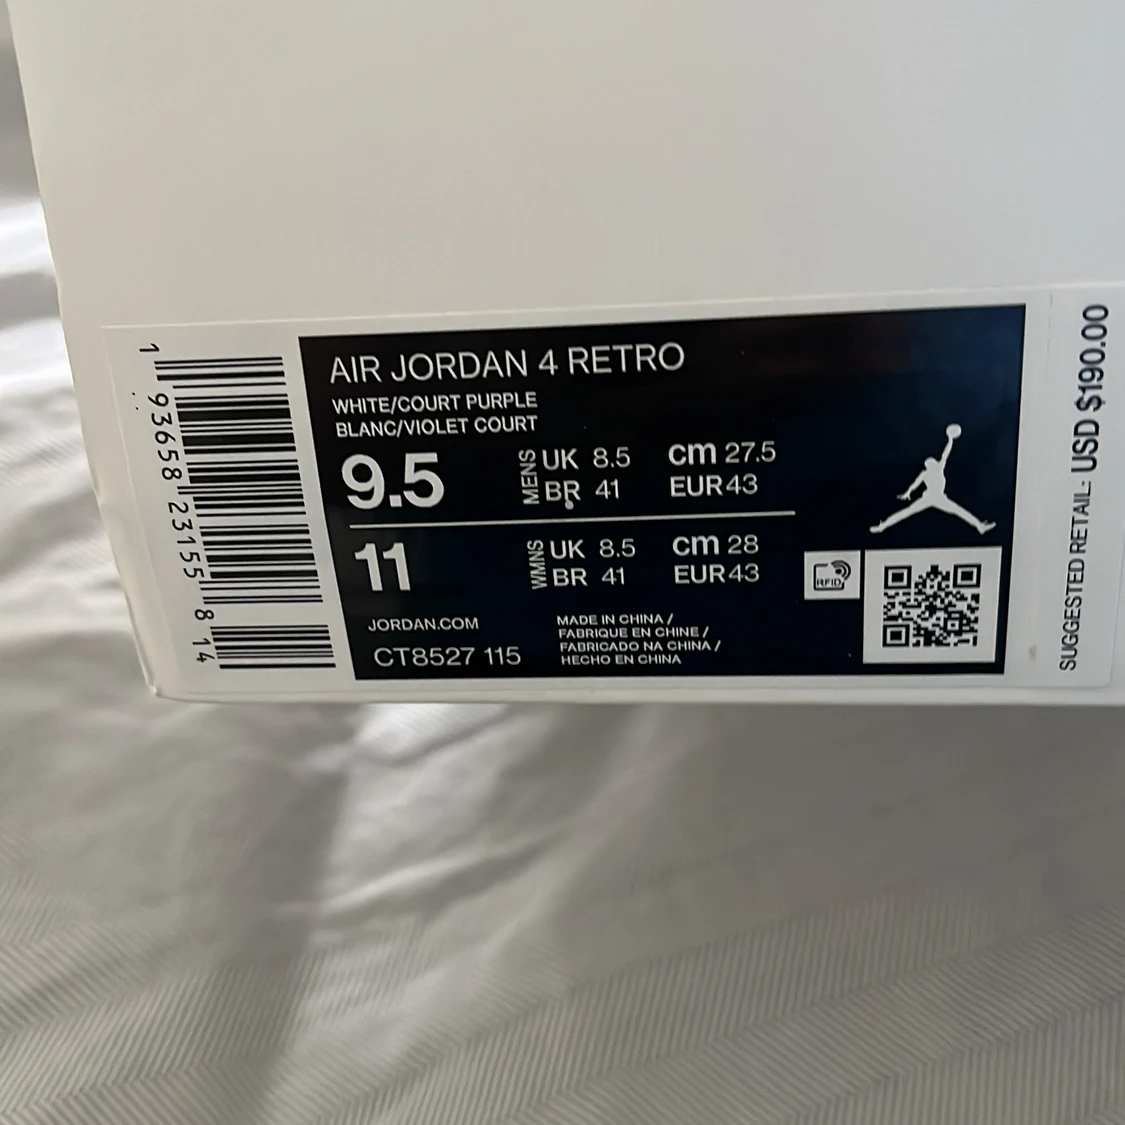 AIR JORDAN 4 RETRO
WHITE/COURT PURPLE
BLANC/VIOLET COURT
9.5
MENS
UK 8.5 cm 27.5
BR 41 EUR 43
11
WMNS
UK 8.5 cm 28
BR 41 EUR 43
JORDAN.COM
CT8527 115
MADE IN CHINA /
FABRIQUE EN CHINE /
FABRICADO NA CHINA /
HECHO EN CHINA
RFID
1 93658 23155 8 14
SUGGESTED RETAIL: USD $190.00